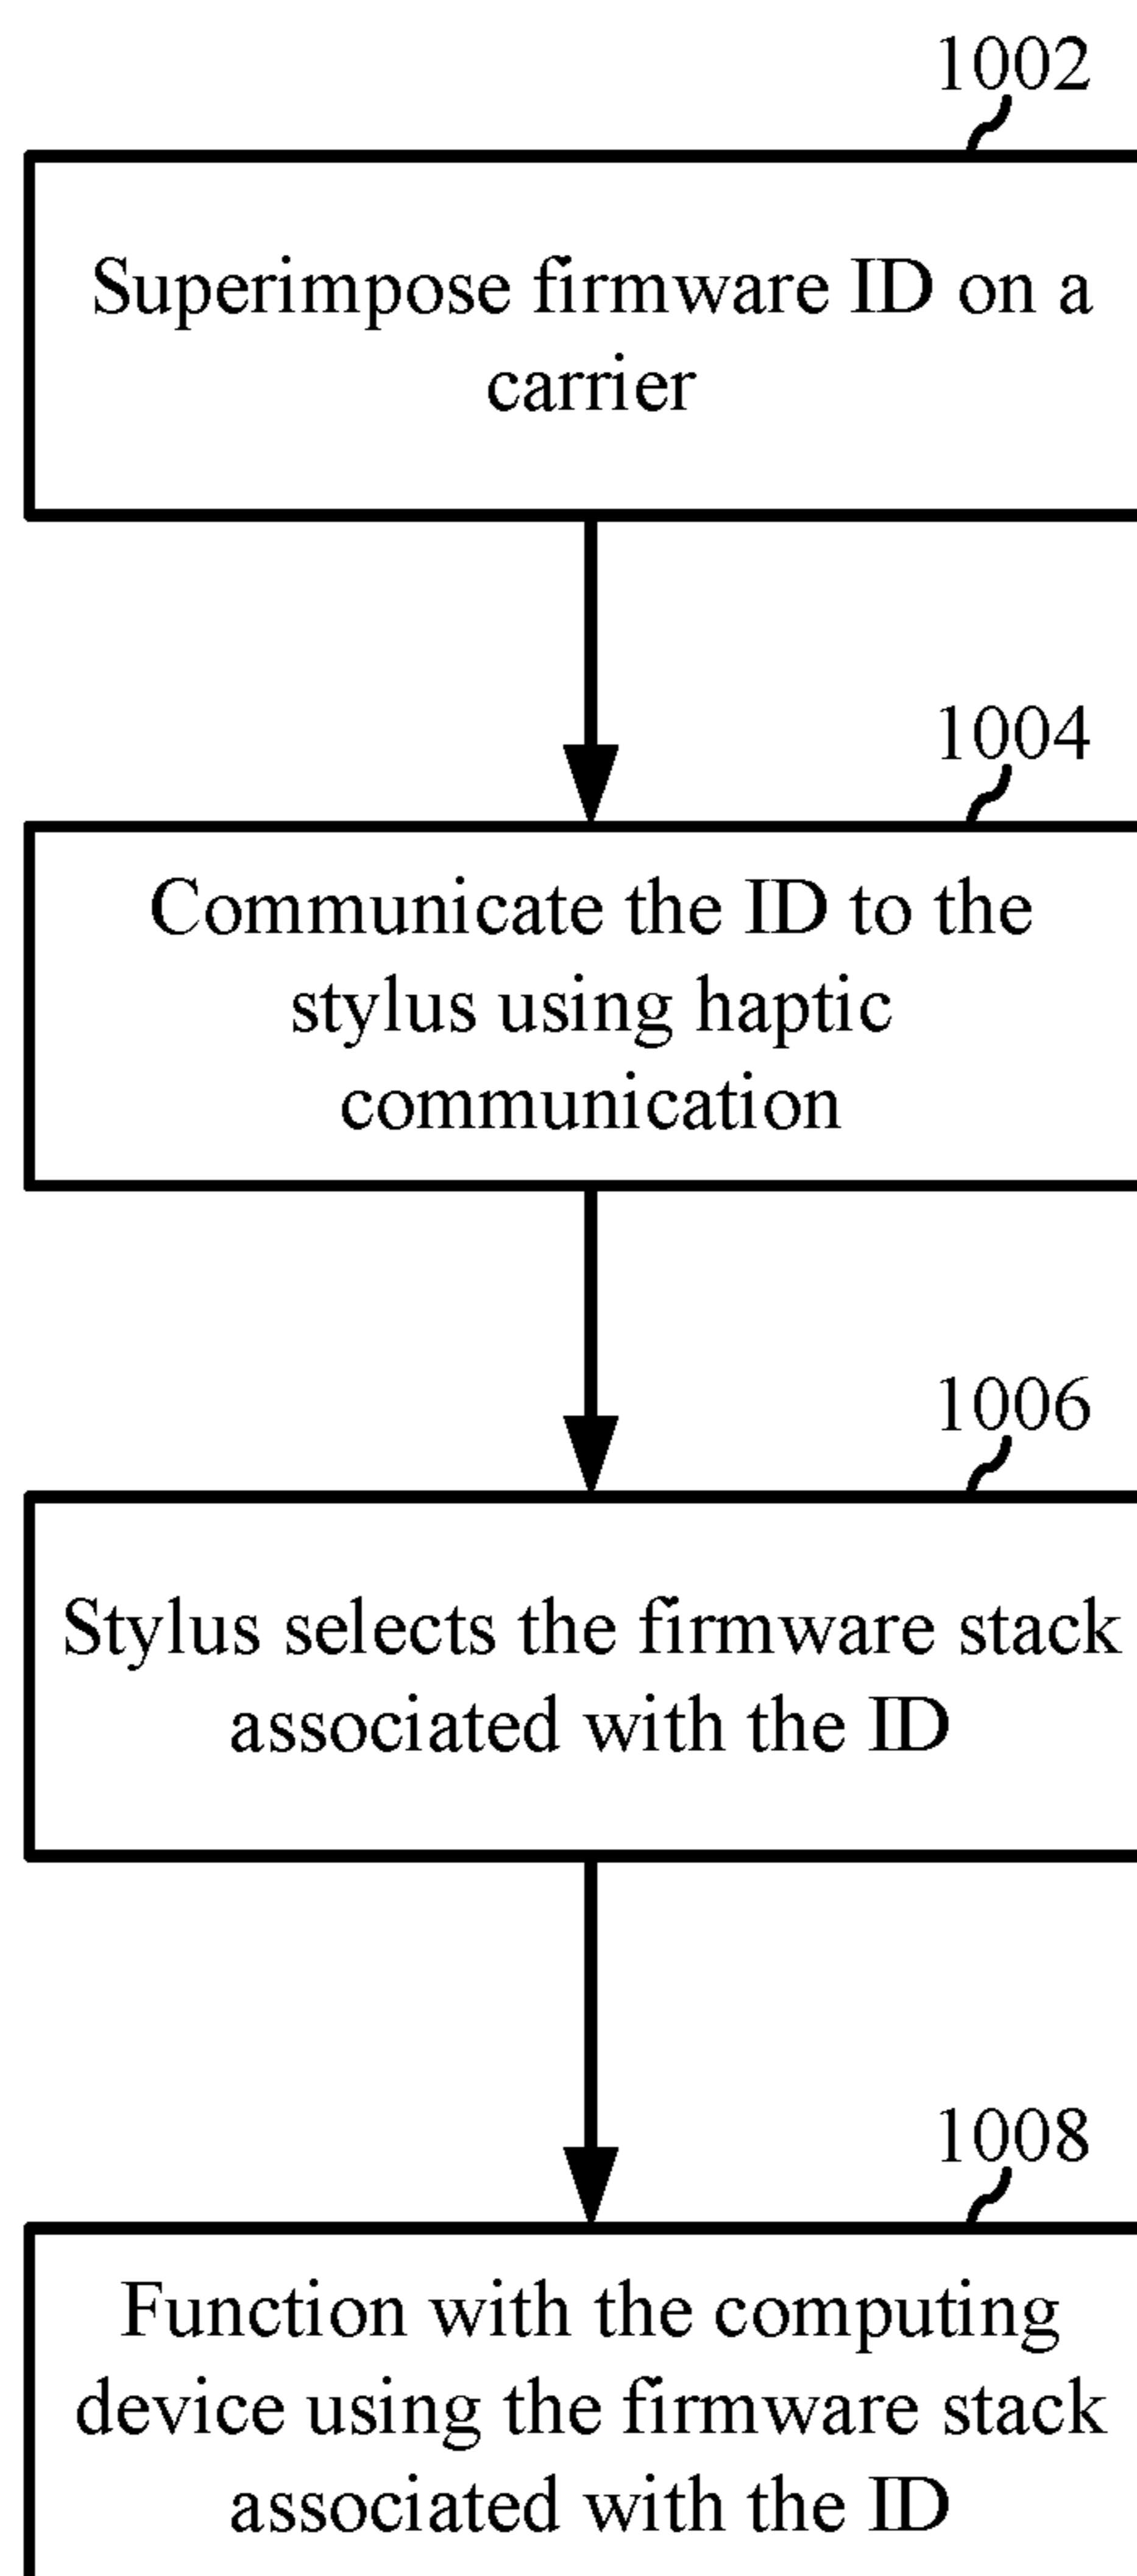 1002
Superimpose firmware ID on a
carrier
1004
Communicate the ID to the
stylus using haptic
communication
1006
Stylus selects the firmware stack
associated with the ID
1008
Function with the computing
device using the firmware stack
associated with the ID